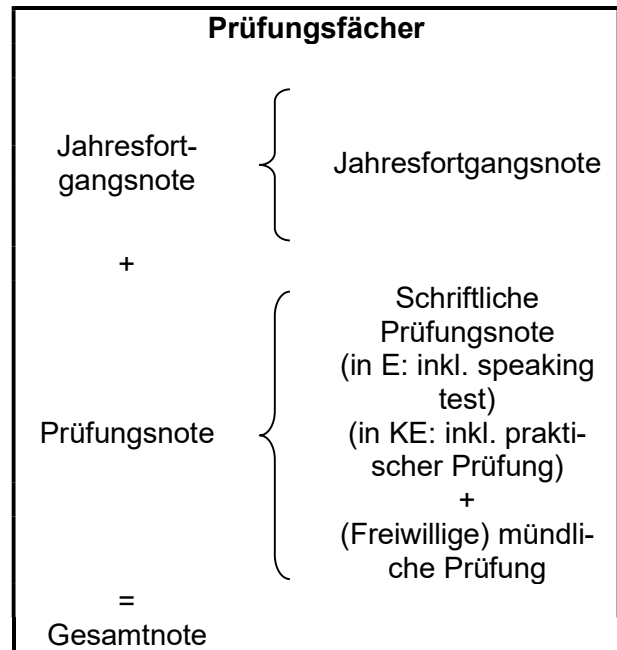 Prüfungsfächer
Jahresfort-
gangsnote
Jahresfortgangsnote
+
Prüfungsnote
Schriftliche
Prüfungsnote
(in E: inkl. speaking
test)
(in KE: inkl. prakti-
scher Prüfung)
+
(Freiwillige) mündli-
che Prüfung
=
Gesamtnote